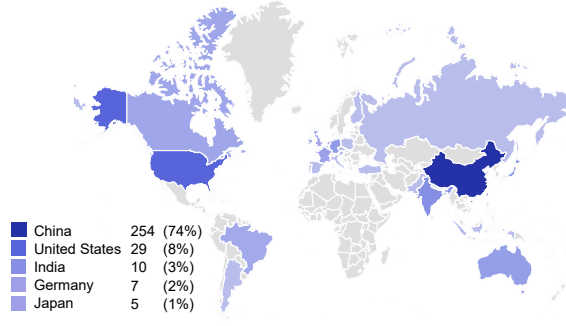 China 254 (74%)
United States 29 (8%)
India 10 (3%)
Germany 7 (2%)
Japan 5 (1%)